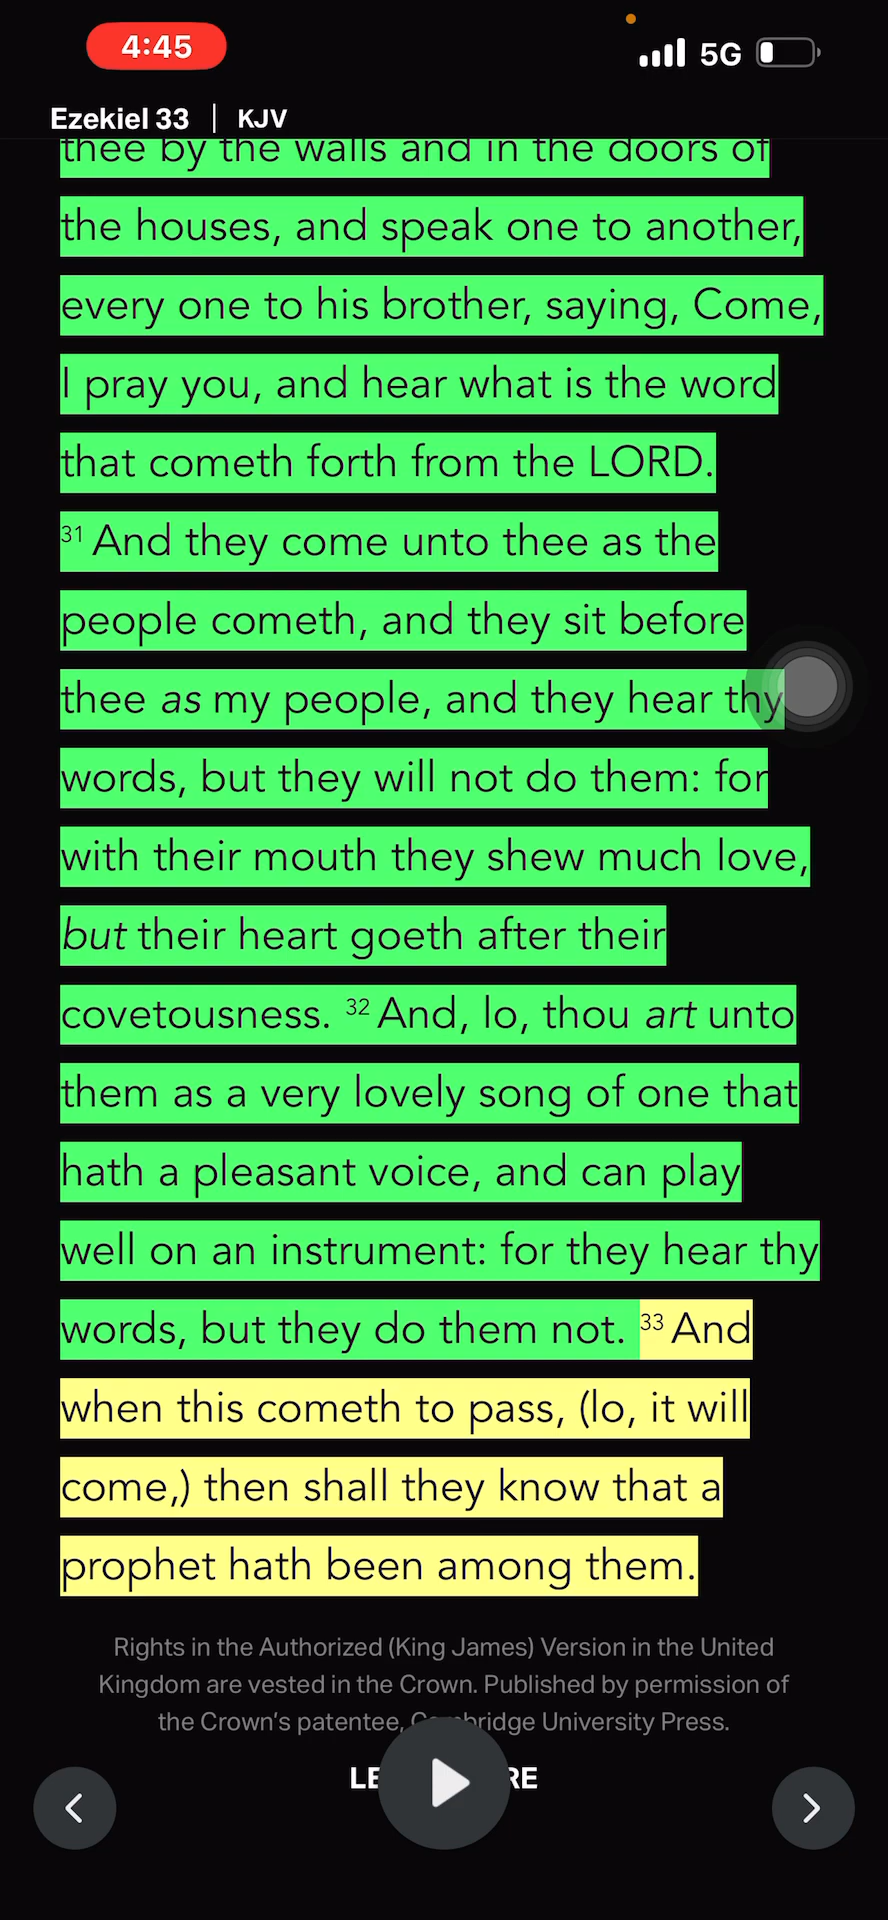 4:45
5G
Ezekiel 33 | KJV
thee by the walls and in the doors of
the houses, and speak one to another,
every one to his brother, saying, Come,
I pray you, and hear what is the word
that cometh forth from the LORD.
31 And they come unto thee as the
people cometh, and they sit before
thee as my people, and they hear thy
words, but they will not do them: for
with their mouth they shew much love,
but their heart goeth after their
covetousness. 32 And, lo, thou art unto
them as a very lovely song of one that
hath a pleasant voice, and can play
well on an instrument: for they hear thy
words, but they do them not. 33 And
when this cometh to pass, (lo, it will
come,) then shall they know that a
prophet hath been among them.
Rights in the Authorized (King James) Version in the United
Kingdom are vested in the Crown. Published by permission of
the Crown's patentee, Cambridge University Press.